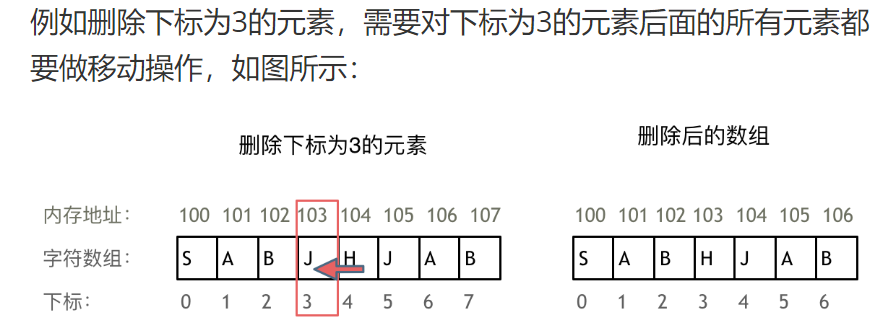 例如删除下标为3的元素，需要对下标为3的元素后面的所有元素都
要做移动操作，如图所示：
删除下标为3的元素
删除后的数组
内存地址： 100 101 102 103 104 105 106 107 100 101 102 103 104 105 106
字符数组： S A B J H J A B S A B H J A B
下标： 0 1 2 3 4 5 6 7 0 1 2 3 4 5 6